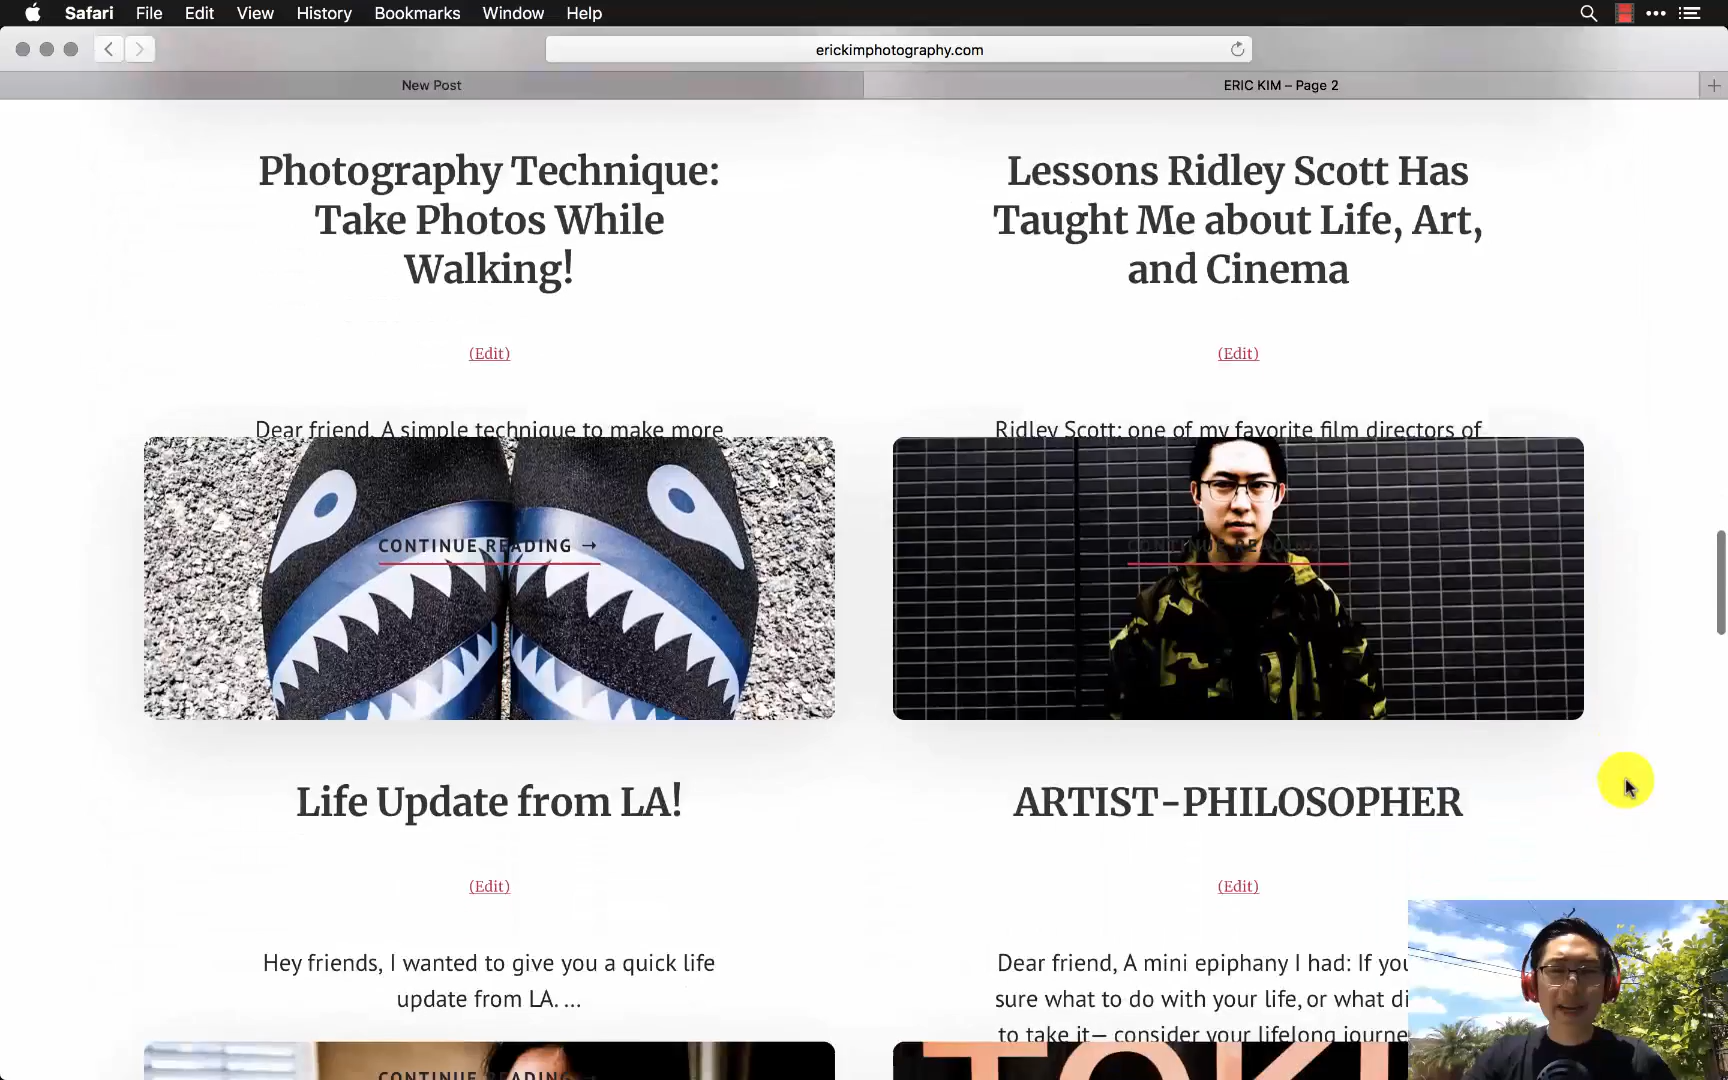 Safari File Edit View History Bookmarks Window Help
erickimphotography.com
New Post
ERIC KIM – Page 2
Photography Technique:
Take Photos While
Walking!
(Edit)
Dear friend, A simple technique to make more
CONTINUE READING →
Lessons Ridley Scott Has
Taught Me about Life, Art,
and Cinema
(Edit)
Ridley Scott: one of my favorite film directors of
CONTINUE READING
Life Update from LA!
(Edit)
Hey friends, I wanted to give you a quick life
update from LA. ...
CONTINUE READING →
ARTIST-PHILOSOPHER
(Edit)
Dear friend, A mini epiphany I had: If you
sure what to do with your life, or what di
to take it— consider your lifelong journe